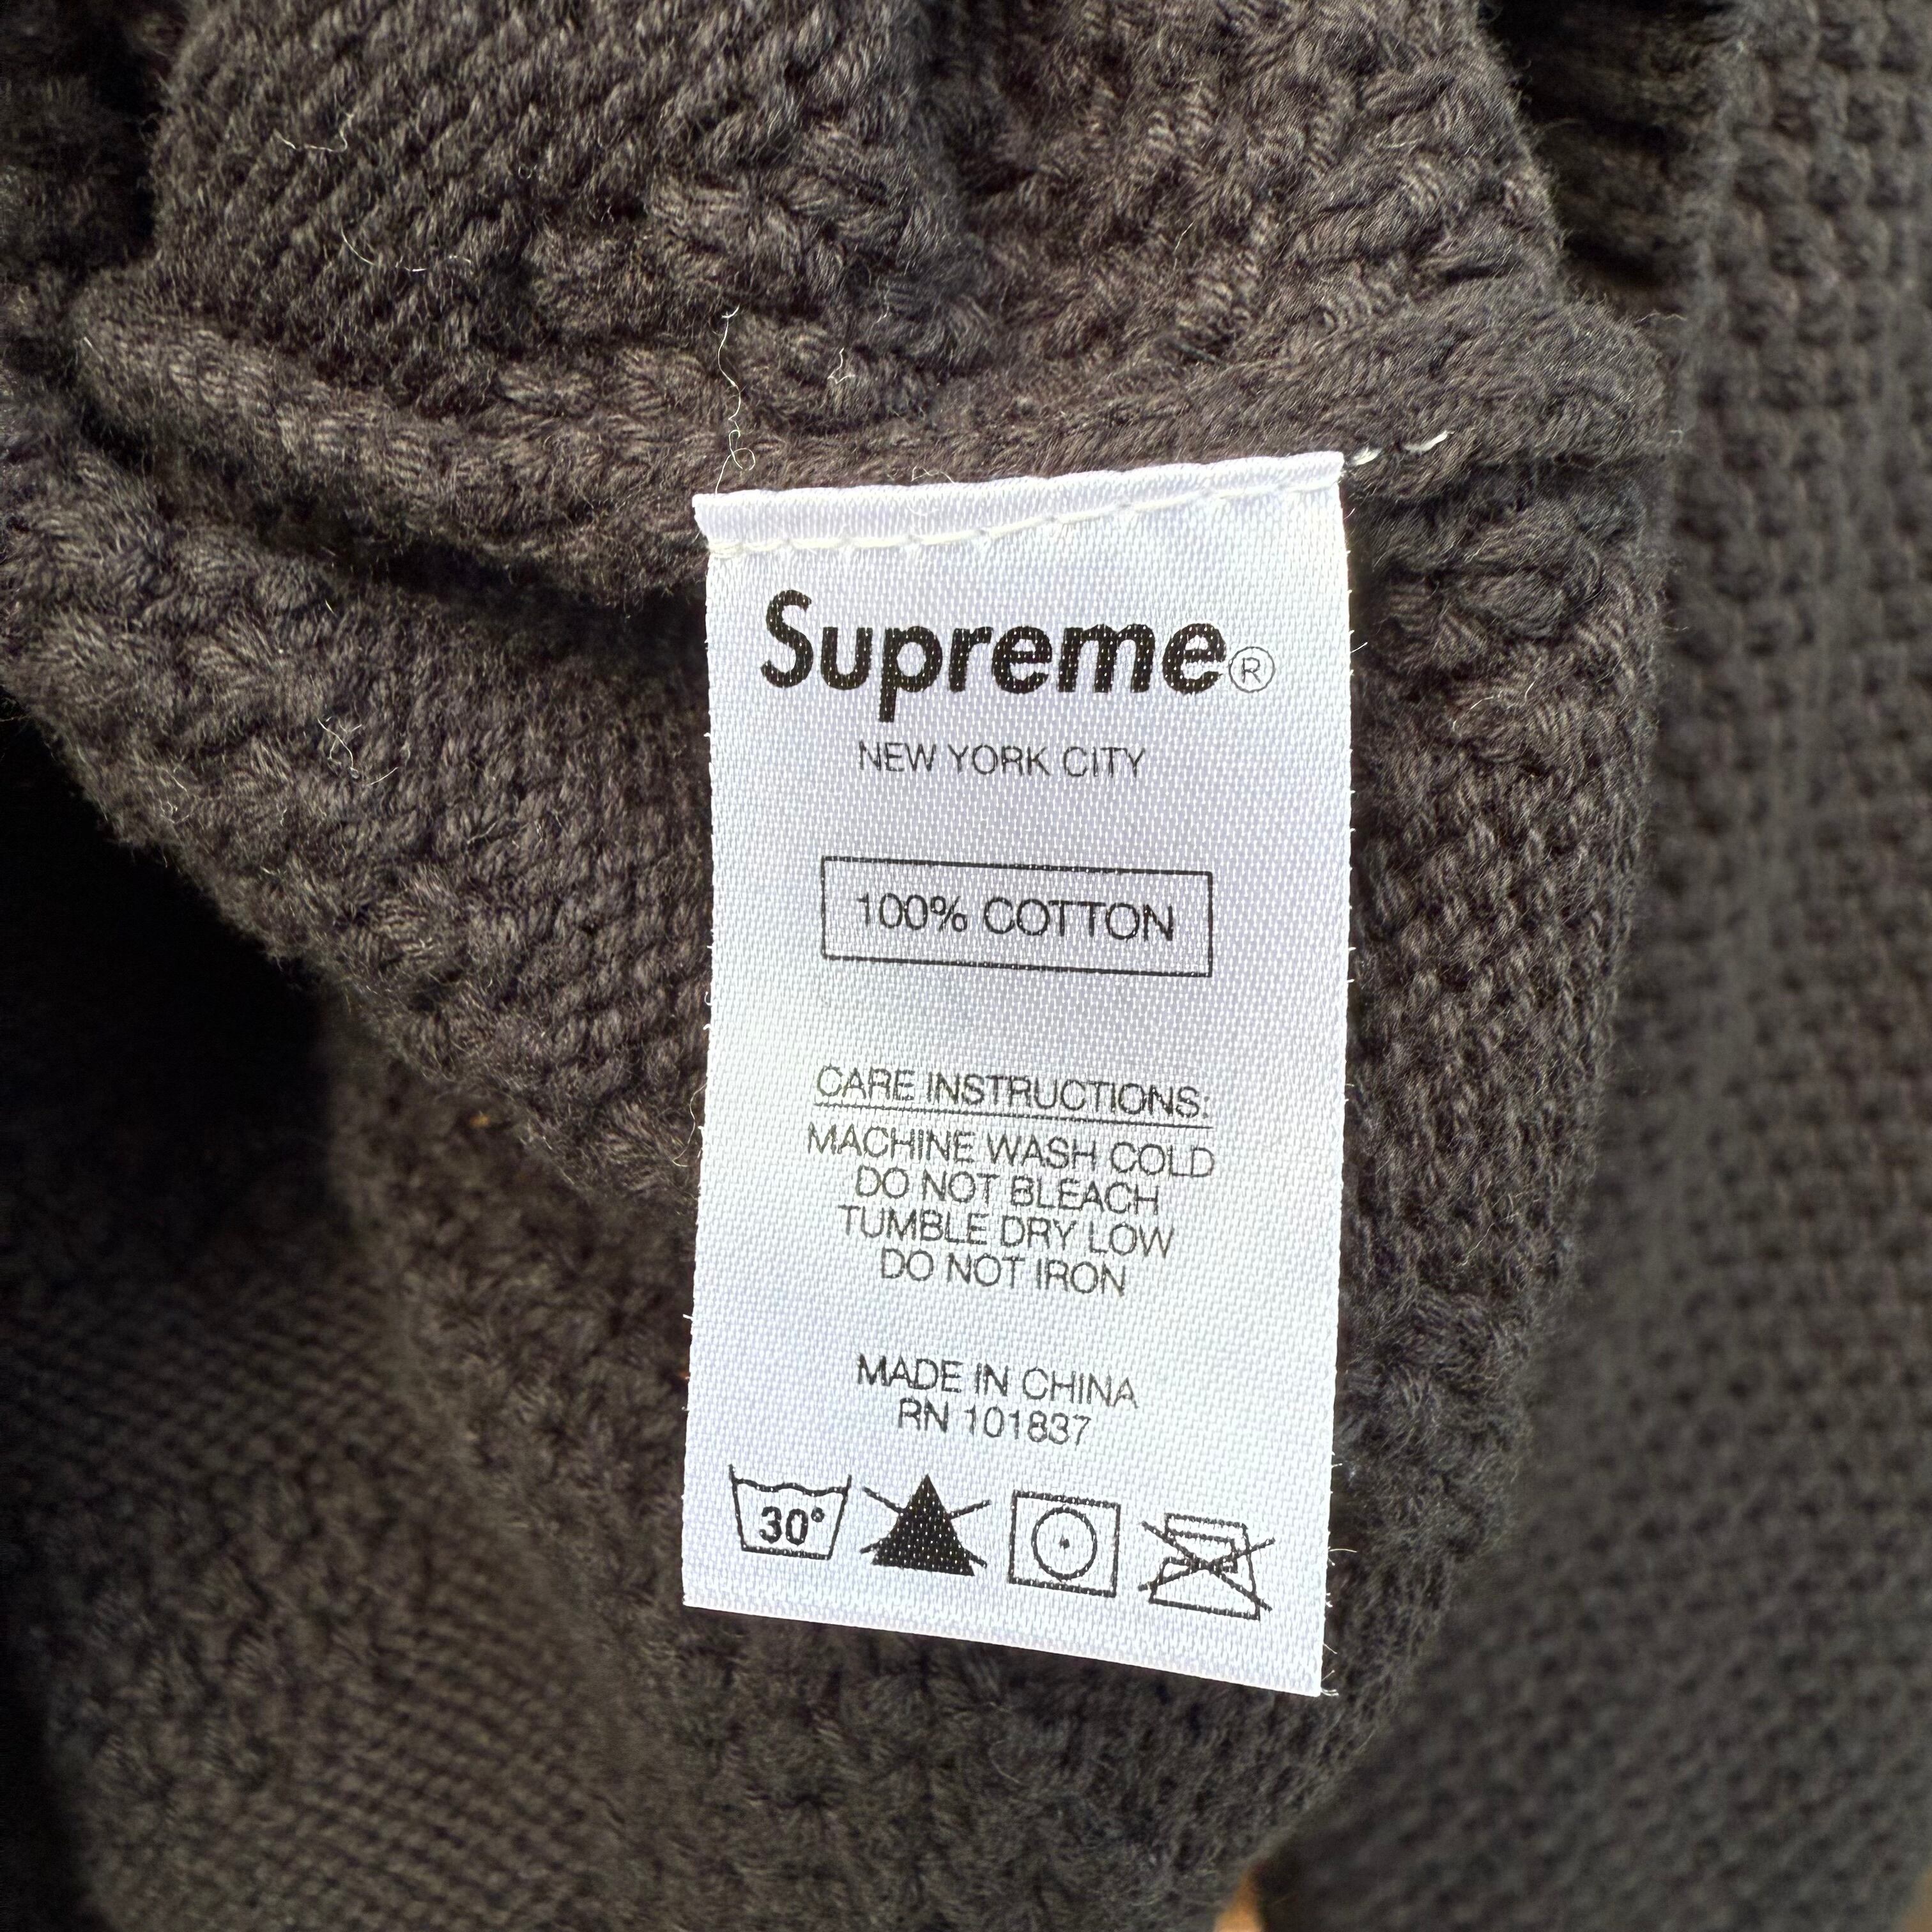 Supreme®
NEW YORK CITY
100% COTTON
CARE INSTRUCTIONS:
MACHINE WASH COLD
DO NOT BLEACH
TUMBLE DRY LOW
DO NOT IRON
MADE IN CHINA
RN 101837
30°